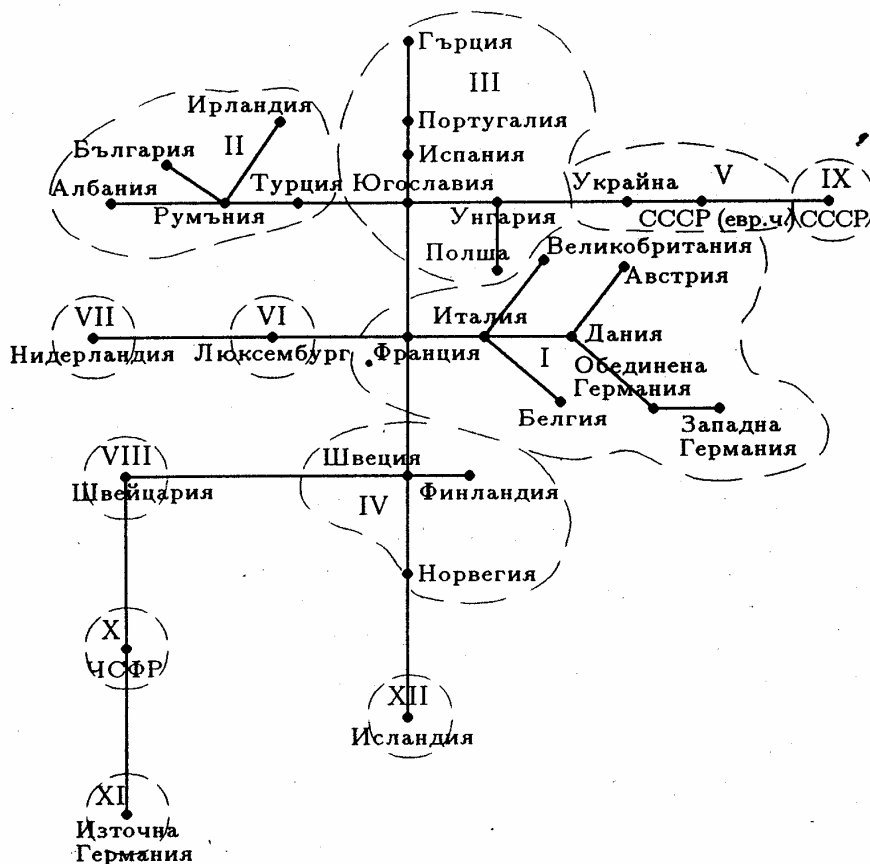 Гърция
III
Ирландия
Португалия
България
II
Испания
Албания
Турция
Югославия
Украйна
V
IX
Румъния
Унгария
СССР (евр.ч.)
СССР
Полша
Великобритания
Австрия
VII
VI
Италия
Дания
Нидерландия
Люксембург
Франция
I
Обединена
Германия
Белгия
Западна
Германия
VIII
Швеция
Швейцария
Финландия
IV
Норвегия
X
ЧСФР
XII
Исландия
XI
Източна
Германия